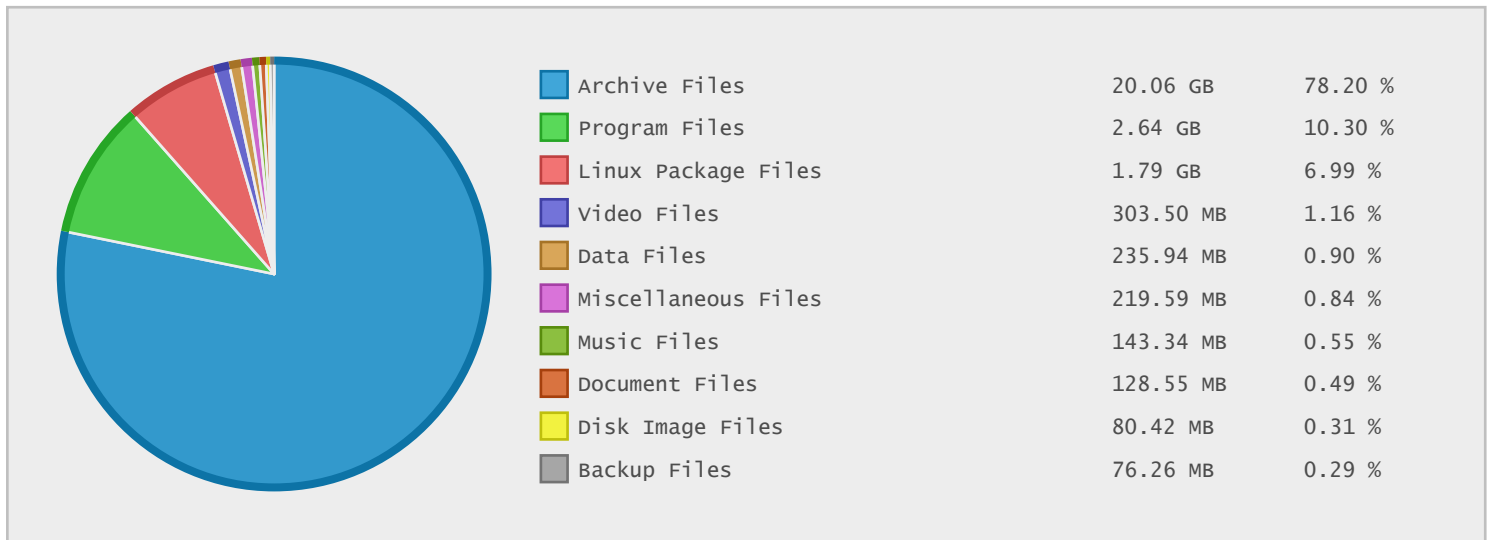 Archive Files 20.06 GB 78.20 %
Program Files 2.64 GB 10.30 %
Linux Package Files 1.79 GB 6.99 %
Video Files 303.50 MB 1.16 %
Data Files 235.94 MB 0.90 %
Miscellaneous Files 219.59 MB 0.84 %
Music Files 143.34 MB 0.55 %
Document Files 128.55 MB 0.49 %
Disk Image Files 80.42 MB 0.31 %
Backup Files 76.26 MB 0.29 %